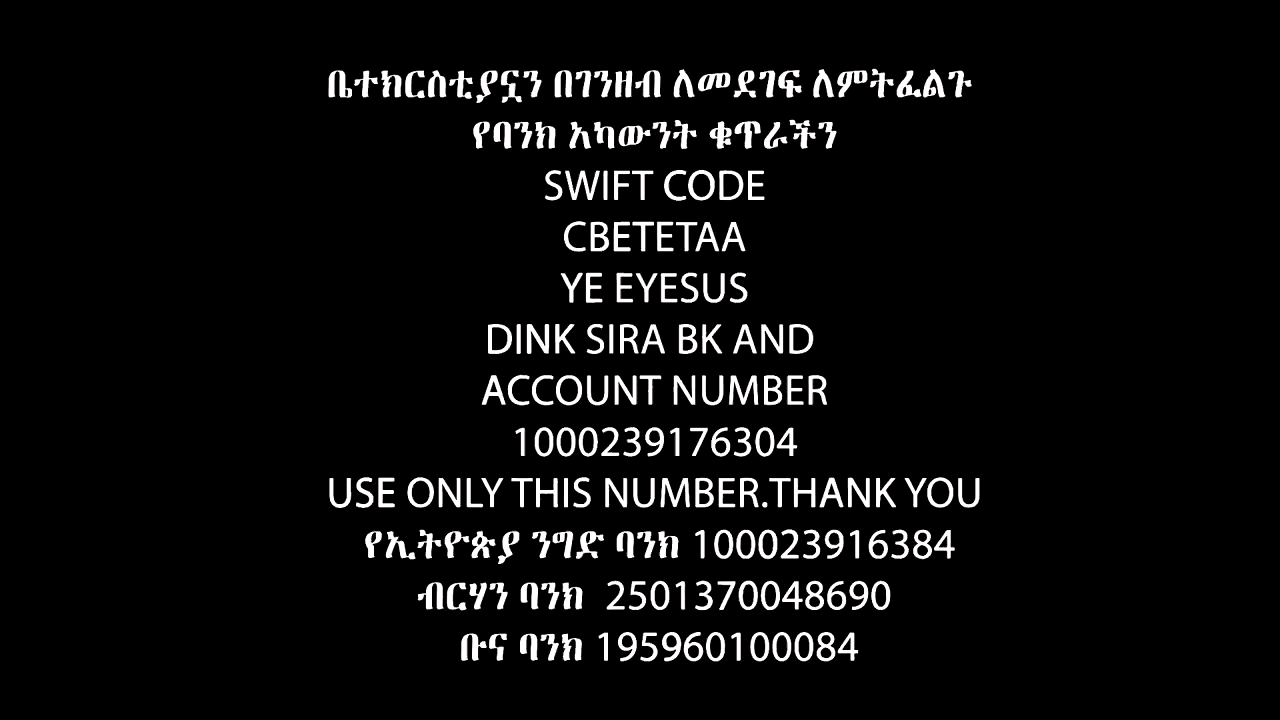 ቤተክርስቲያኗን በገንዘብ ለመደገፍ ለምትፈልጉ
የባንክ አካውንት ቁጥራችን
SWIFT CODE
CBETETAA
YE EYESUS
DINK SIRA BK AND
ACCOUNT NUMBER
1000239176304
USE ONLY THIS NUMBER.THANK YOU
የኢትዮጵያ ንግድ ባንክ 100023916384
ብርሃን ባንክ 2501370048690
ቡና ባንክ 195960100084